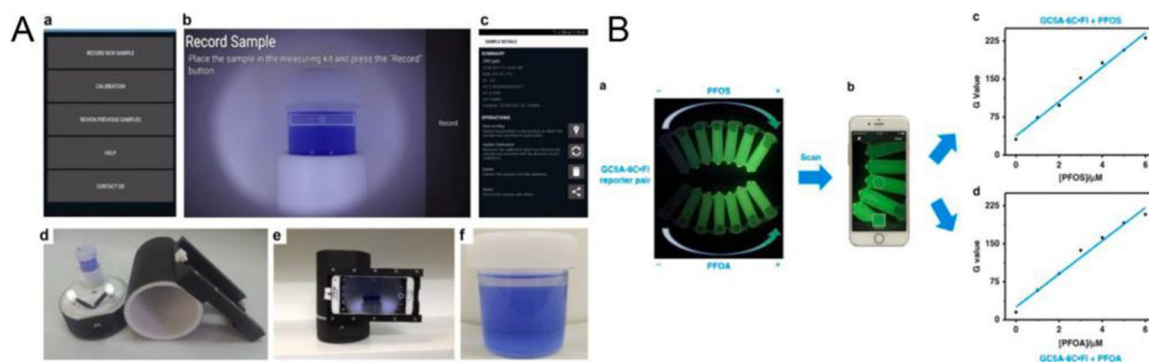 A
a
RECORD NEW SAMPLE
CALIBRATION
REVIEW PREVIOUS SAMPLES
HELP
CONTACT US
b
Record Sample
Place the sample in the measuring kit and press the "Record"
button.
Record
c
SAMPLE DETAILS
SUMMARY
OPERATIONS
d
e
f
B
a
PFOS
− +
GC5A-6C•Fl
reporter pair
− +
PFOA
Scan
b
c
GC5A-6C•Fl + PFOS
G Value
225
150
75
0
0 2 4 6
[PFOS]/μM
d
G value
225
150
75
0
0 2 4 6
[PFOA]/μM
GC5A-6C•Fl + PFOA